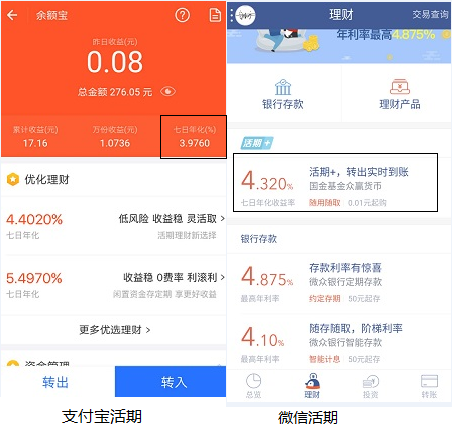 余额宝
昨日收益(元)
0.08
总金额 276.05 元
累计收益(元)
万份收益(元)
七日年化(%)
17.16
1.0736
3.9760
优化理财
4.4020%
低风险 收益稳 灵活取
七日年化
活期理财新选择
5.4970%
收益稳 0费率 利滚利
七日年化
闲置资金存定期 享更好收益
更多优选理财
资金管理
转出
转入
支付宝活期
理财
交易查询
年利率最高4.875%
银行存款
理财产品
活期+
4.320%
活期+，转出实时到账
国金基金众赢货币
七日年化收益率
随用随取
0.01元起购
银行存款
4.875%
存款利率有惊喜
微众银行定期存款
最高年利率
约定存期
50元起存
4.10%
随存随取，阶梯利率
微众银行智能存款
最高年利率
智能计息
50元起存
总览
理财
投资
转账
微信活期